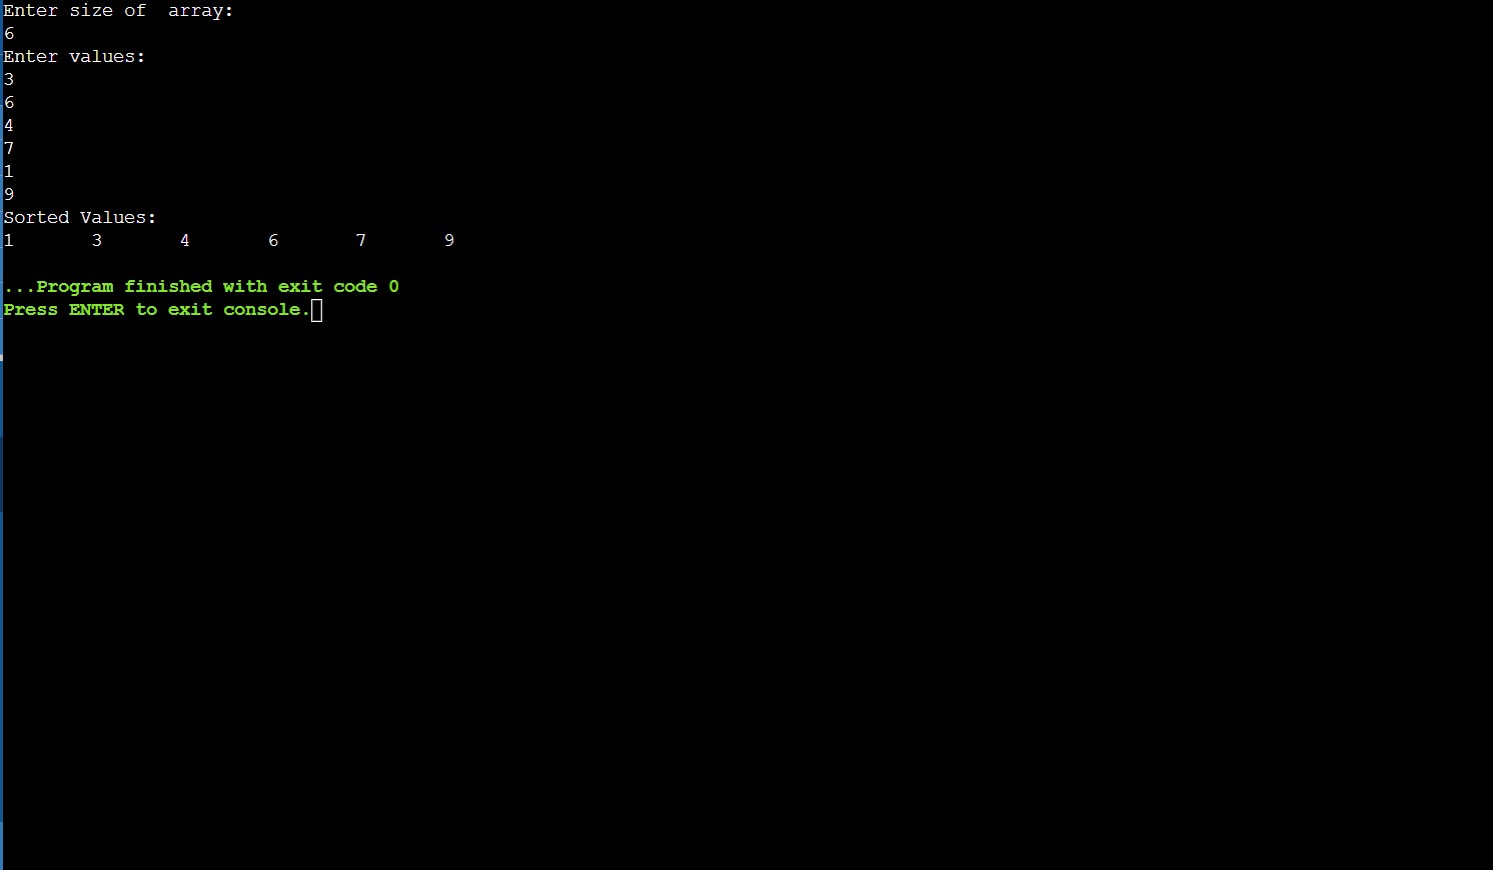 Enter size of  array:
6
Enter values:
3
6
4
7
1
9
Sorted Values:
1       3       4       6       7       9
...Program finished with exit code 0
Press ENTER to exit console.